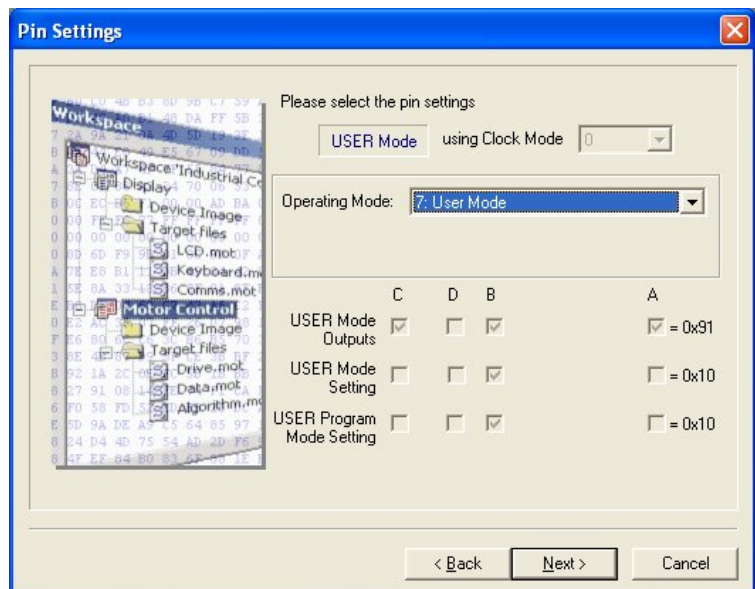 Pin Settings
Please select the pin settings
USER Mode using Clock Mode 0
Operating Mode: 7: User Mode
C D B A
USER Mode Outputs = 0x91
USER Mode Setting = 0x10
USER Program Mode Setting = 0x10
Workspace
Workspace 'Industrial Co
Display
Device Image
Target files
LCD.mot
Keyboard.mo
Comms.mot
Motor Control
Device Image
Target files
Drive.mot
Data.mot
Algorithm.mo
< Back Next > Cancel